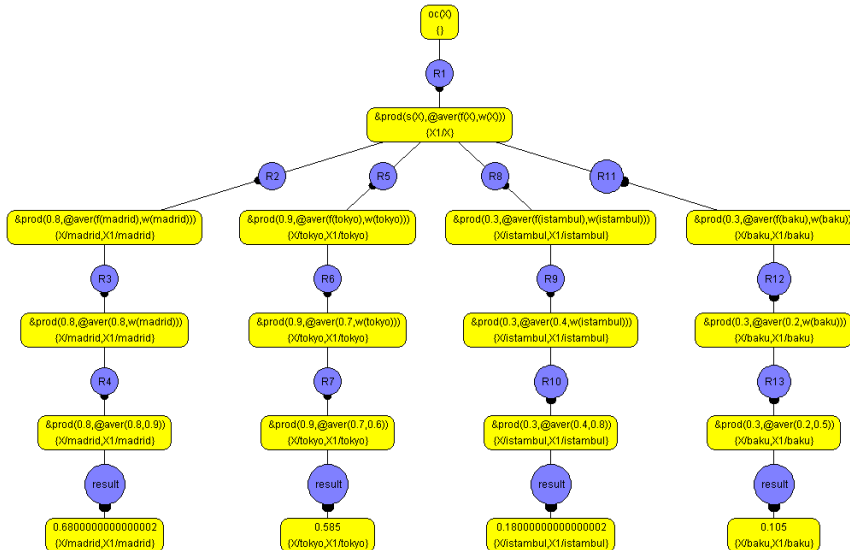 oc(X)
{}
R1
&prod(s(X),@aver(f(X),w(X)))
{X1/X}
R2
R5
R8
R11
&prod(0.8,@aver(f(madrid),w(madrid)))
{X/madrid,X1/madrid}
&prod(0.9,@aver(f(tokyo),w(tokyo)))
{X/tokyo,X1/tokyo}
&prod(0.3,@aver(f(istambul),w(istambul)))
{X/istambul,X1/istambul}
&prod(0.3,@aver(f(baku),w(baku)))
{X/baku,X1/baku}
R3
R6
R9
R12
&prod(0.8,@aver(0.8,w(madrid)))
{X/madrid,X1/madrid}
&prod(0.9,@aver(0.7,w(tokyo)))
{X/tokyo,X1/tokyo}
&prod(0.3,@aver(0.4,w(istambul)))
{X/istambul,X1/istambul}
&prod(0.3,@aver(0.2,w(baku)))
{X/baku,X1/baku}
R4
R7
R10
R13
&prod(0.8,@aver(0.8,0.9))
{X/madrid,X1/madrid}
&prod(0.9,@aver(0.7,0.6))
{X/tokyo,X1/tokyo}
&prod(0.3,@aver(0.4,0.8))
{X/istambul,X1/istambul}
&prod(0.3,@aver(0.2,0.5))
{X/baku,X1/baku}
result
result
result
result
0.6800000000000002
{X/madrid,X1/madrid}
0.585
{X/tokyo,X1/tokyo}
0.18000000000000002
{X/istambul,X1/istambul}
0.105
{X/baku,X1/baku}